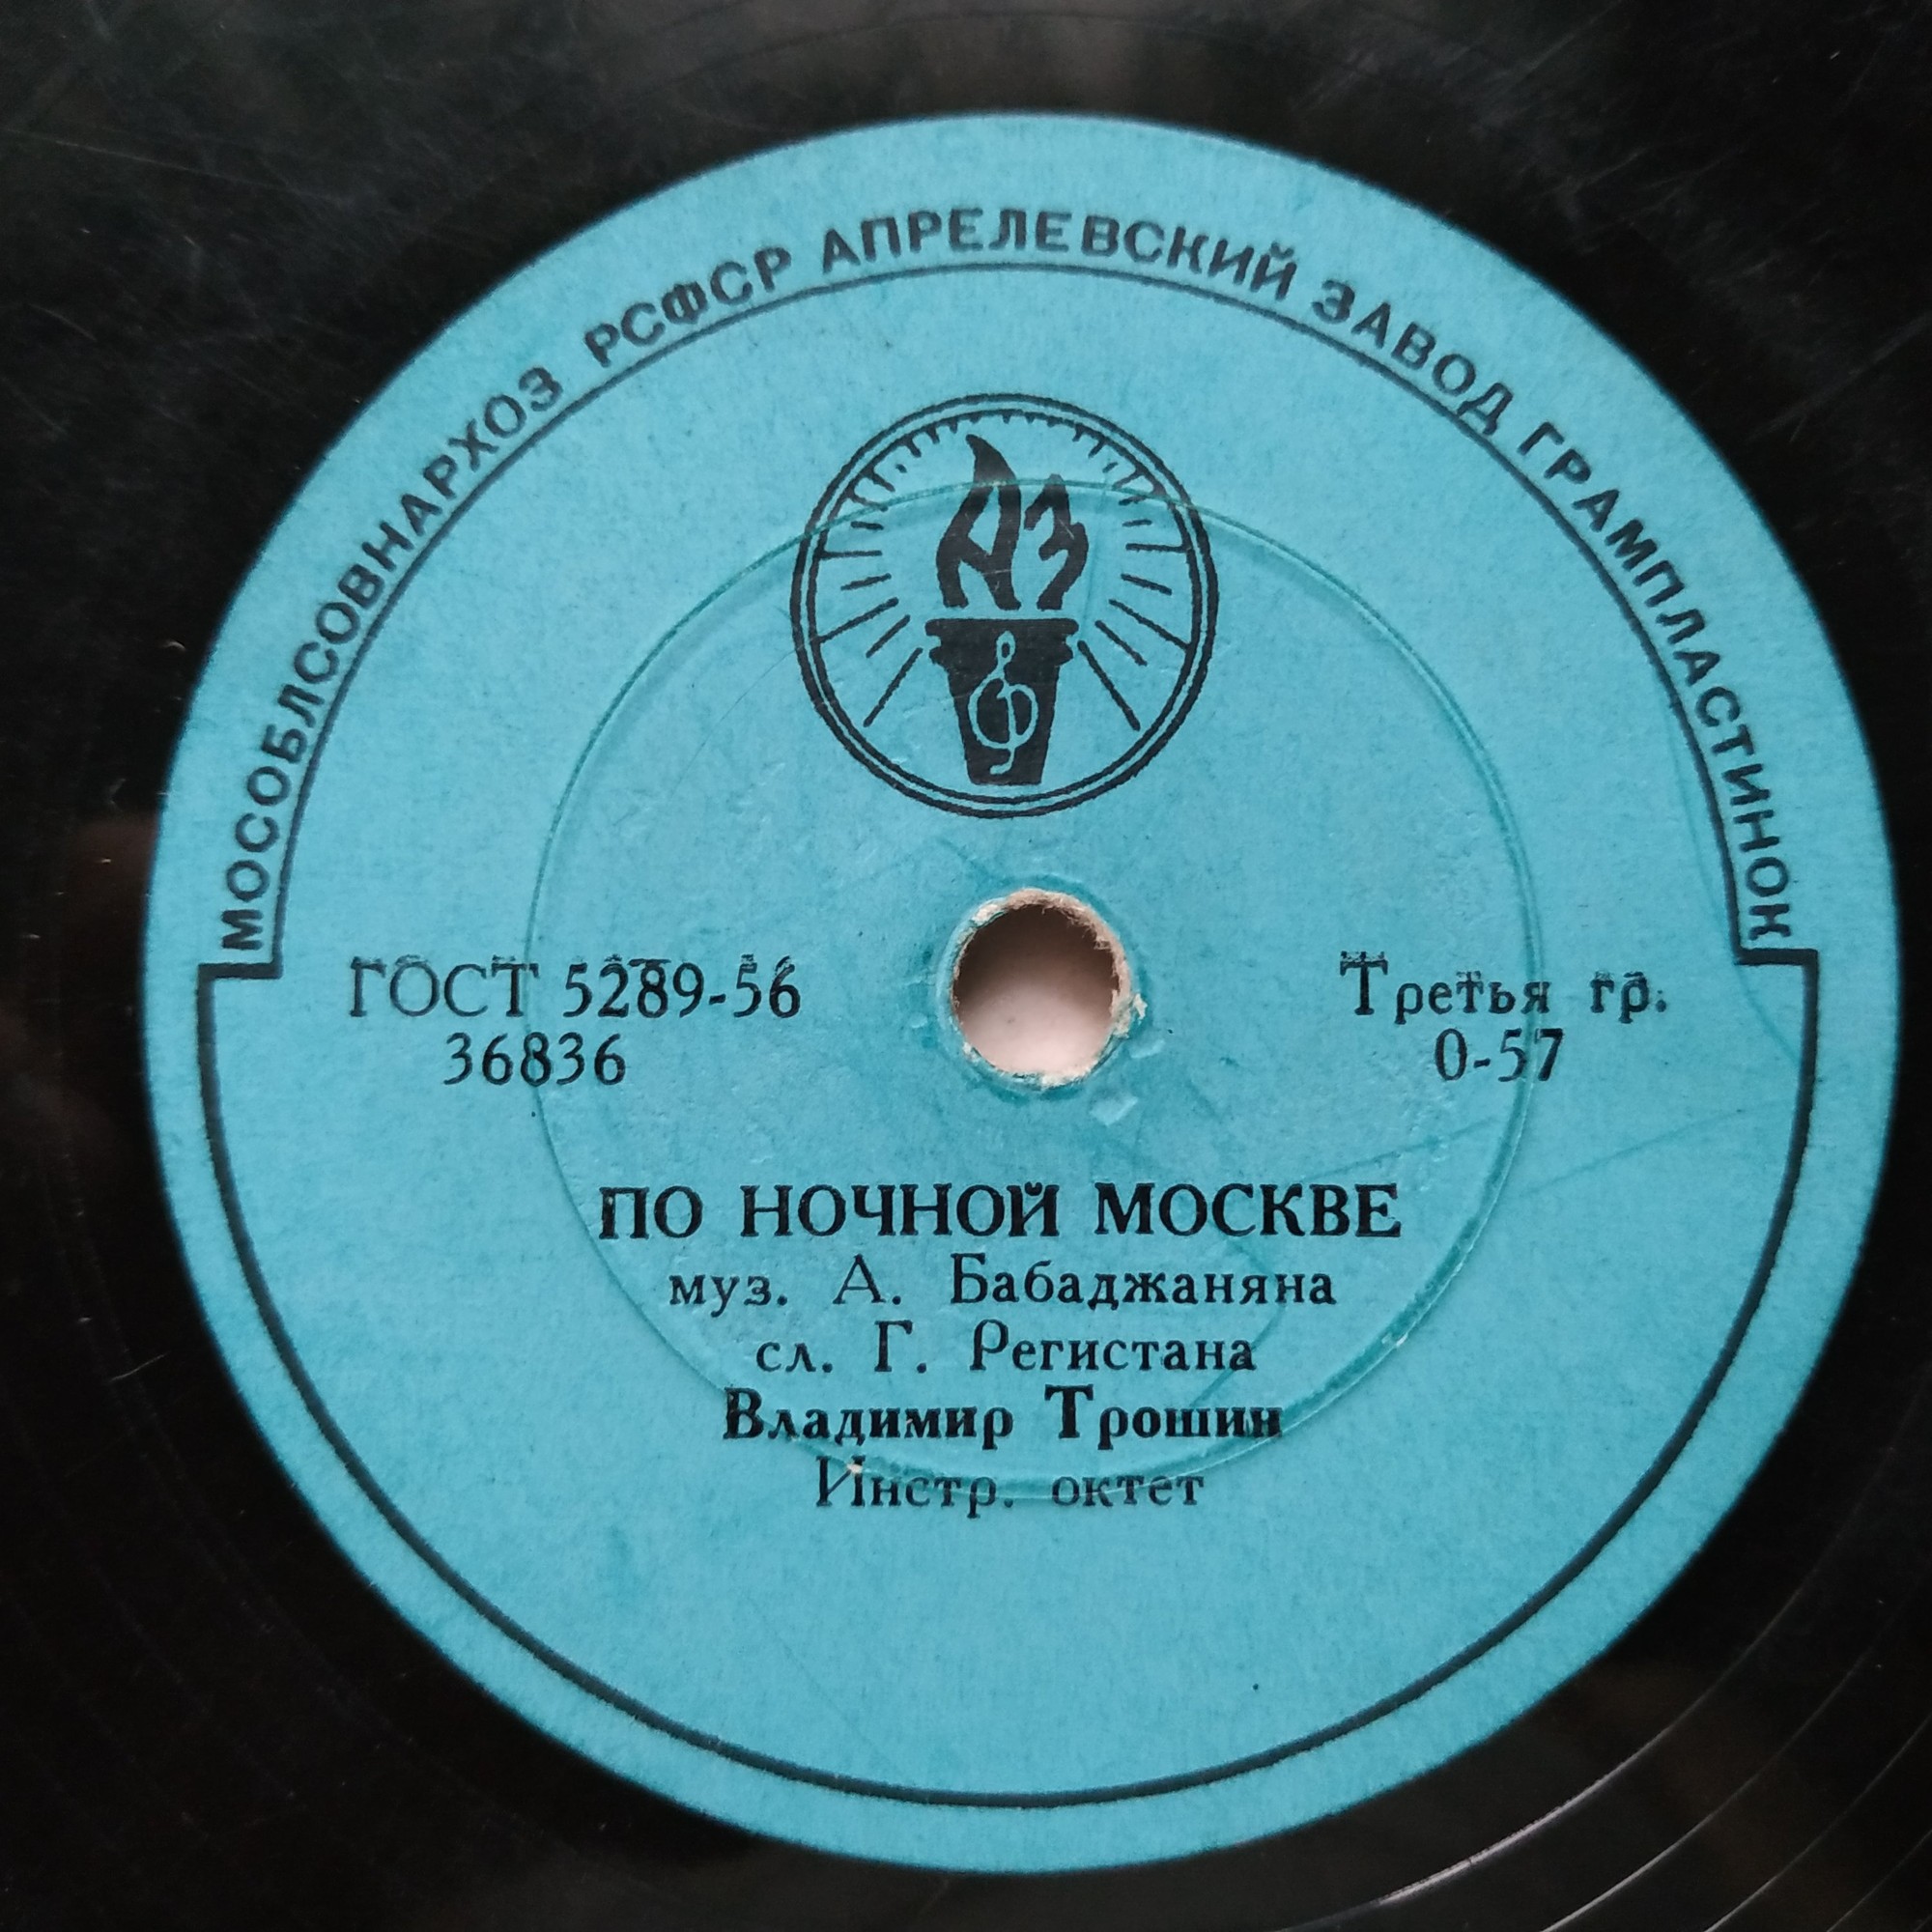 МОСОБЛСОВНАРХОЗ РСФСР АПРЕЛЕВСКИЙ ЗАВОД ГРАМПЛАСТИНОК
АЗ
ГОСТ 5289-56
36836
Третья гр.
0-57
ПО НОЧНОЙ МОСКВЕ
муз. А. Бабаджаняна
сл. Г. Регистана
Владимир Трошин
Инстр. октет